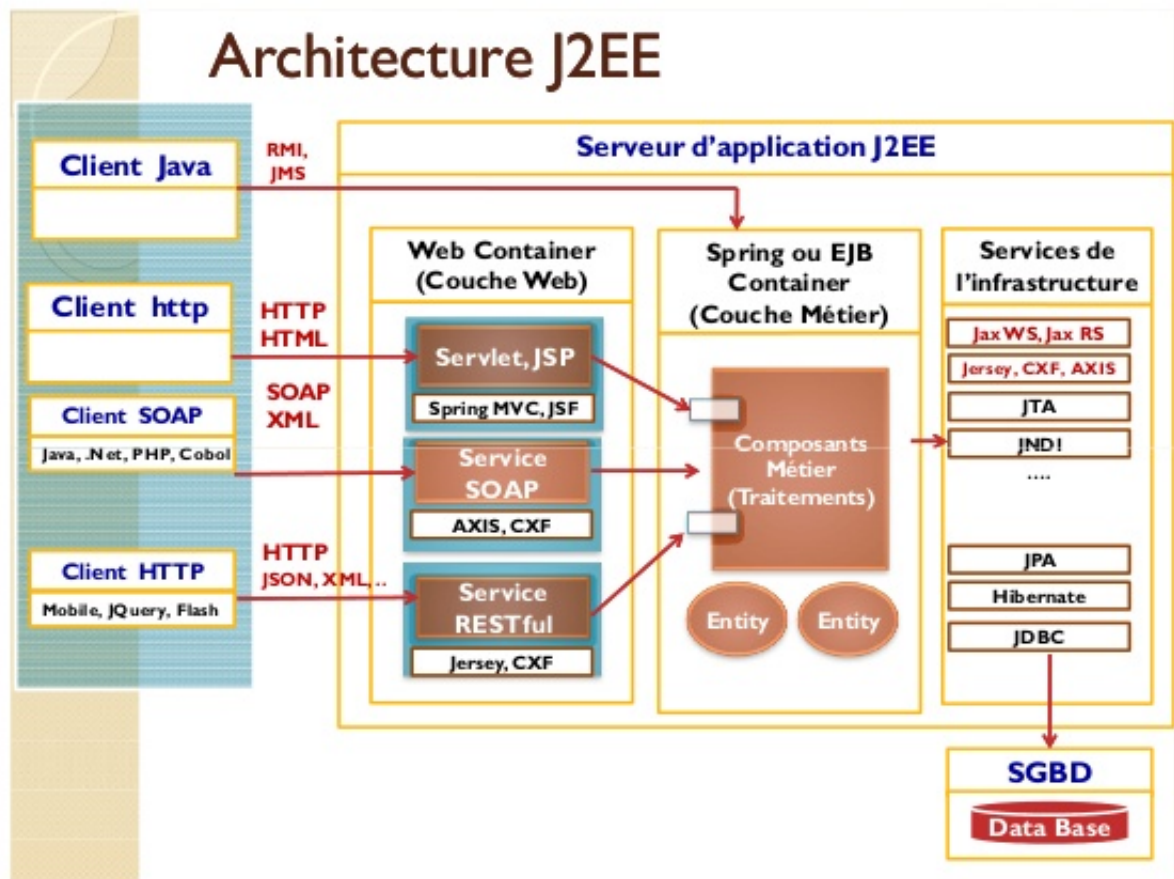 Architecture J2EE
Client Java
RMI,
JMS
Serveur d'application J2EE
Client http
HTTP
HTML
Client SOAP
Java, .Net, PHP, Cobol
SOAP
XML
Client HTTP
Mobile, JQuery, Flash
HTTP
JSON, XML, ..
Web Container
(Couche Web)
Servlet, JSP
Spring MVC, JSF
Service
SOAP
AXIS, CXF
Service
RESTful
Jersey, CXF
Spring ou EJB
Container
(Couche Métier)
Composants
Métier
(Traitements)
Entity
Entity
Services de
l'infrastructure
Jax WS, Jax RS
Jersey, CXF, AXIS
JTA
JNDI
....
JPA
Hibernate
JDBC
SGBD
Data Base